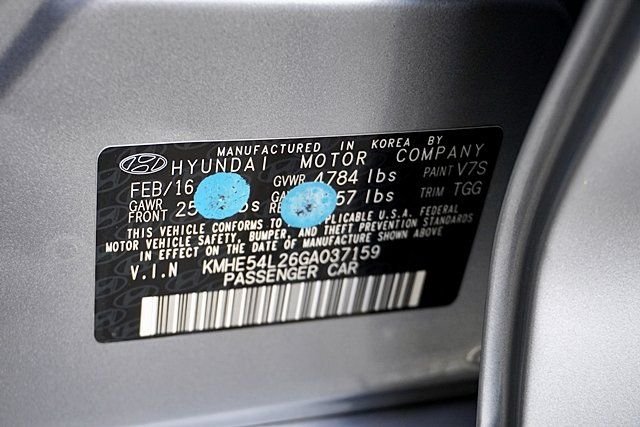 MANUFACTURED IN KOREA BY
HYUNDAI MOTOR COMPANY
FEB/16 GVWR 4784 lbs PAINT V7S
GAWR FRONT 25 57 lbs TRIM TGG
THIS VEHICLE CONFORMS TO PLICABLE U.S.A. FEDERAL
MOTOR VEHICLE SAFETY, BUMPER, AND THEFT PREVENTION STANDARDS
IN EFFECT ON THE DATE OF MANUFACTURE SHOWN ABOVE
V.I.N KMHE54L26GA037159
PASSENGER CAR